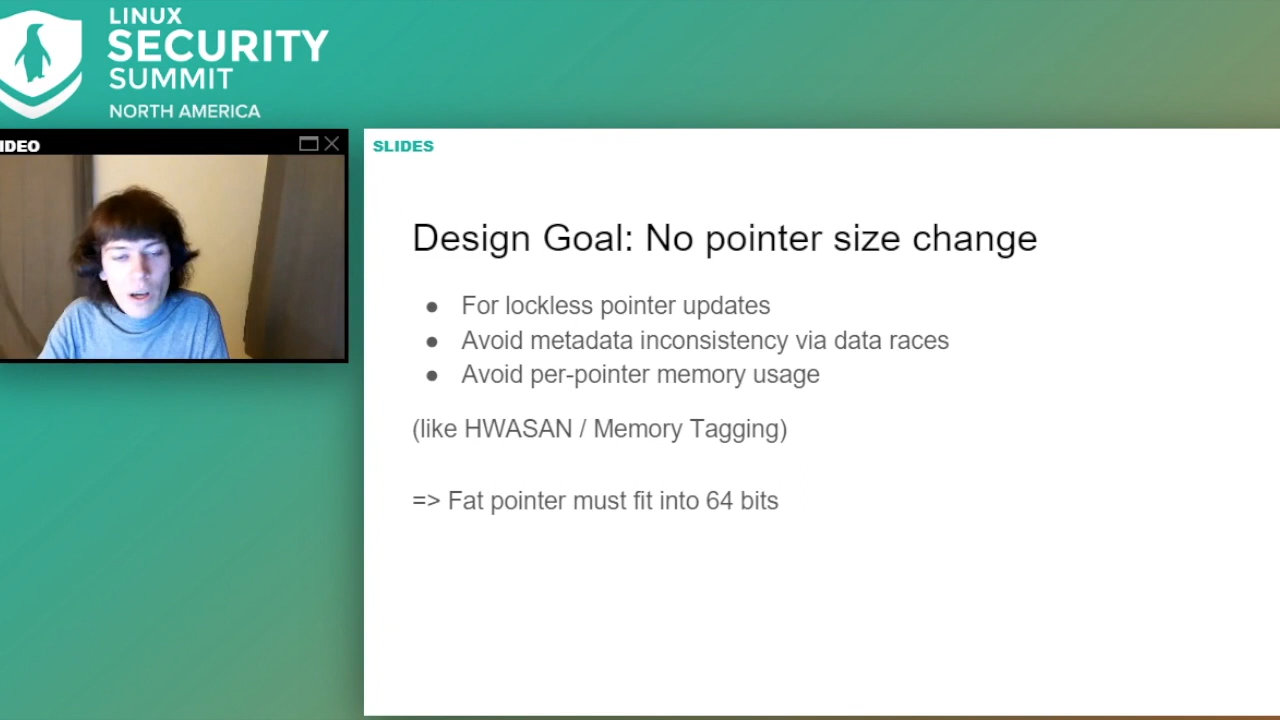 LINUX
SECURITY
SUMMIT
NORTH AMERICA
IDEO
SLIDES
Design Goal: No pointer size change
● For lockless pointer updates
● Avoid metadata inconsistency via data races
● Avoid per-pointer memory usage
(like HWASAN / Memory Tagging)
=> Fat pointer must fit into 64 bits